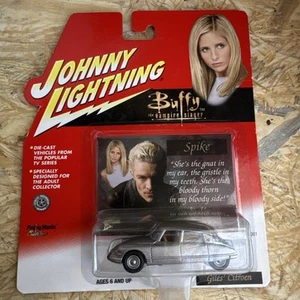 JOHNNY
LIGHTNING
Buffy
the vampire slayer
• DIE-CAST
VEHICLES FROM
THE POPULAR
TV SERIES
• SPECIALLY
DESIGNED FOR
THE ADULT
COLLECTOR
Spike
"She's the gnat in
my ear, the gristle in
my teeth. She's the
bloody thorn
in my bloody side!"
Giles' Citroen
AGES 6 AND UP